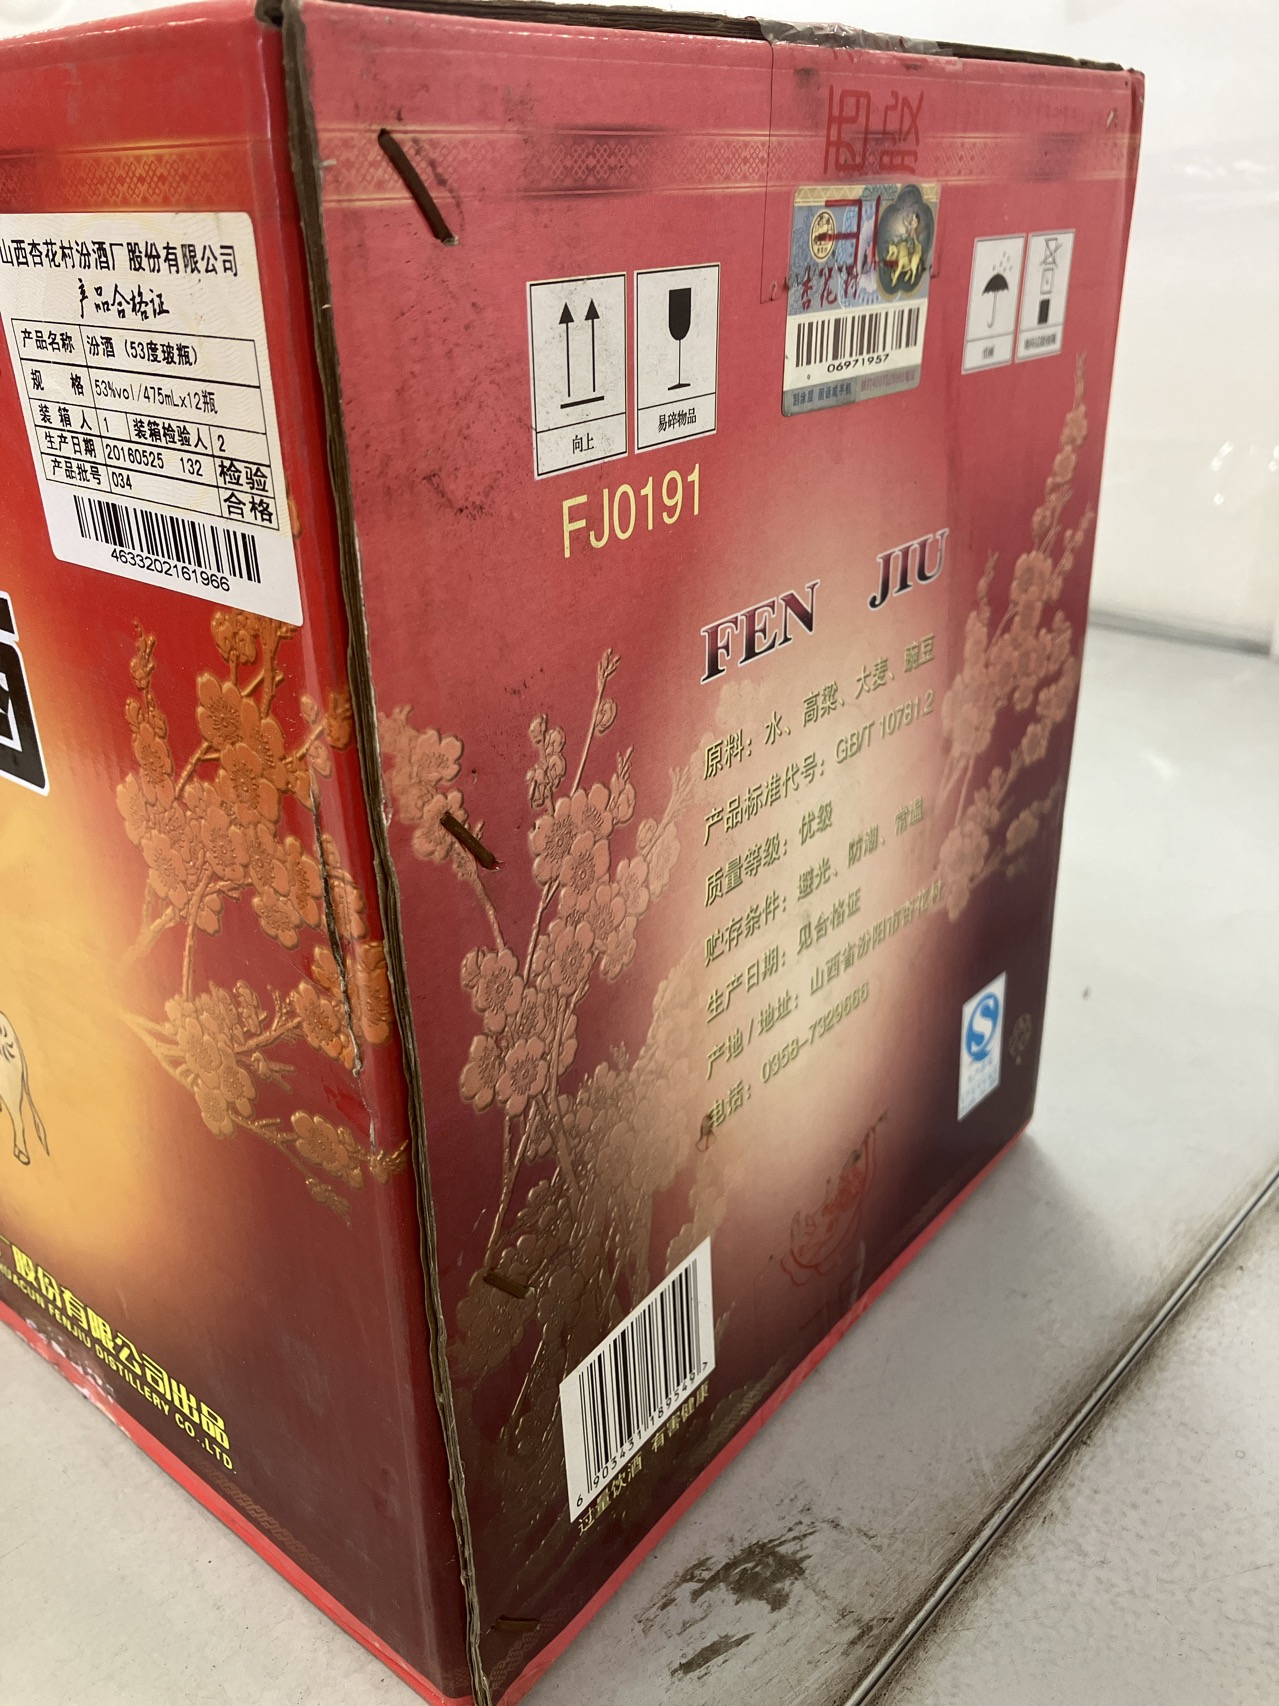 山西杏花村汾酒厂股份有限公司
产品合格证
产品名称 汾酒（53度玻瓶）
规格 53%vol/475mLx12瓶
装箱人 1 装箱检验人 2
生产日期 20160525 132 检验
产品批号 034 合格
4633202161966
股份有限公司出品
FENJIU DISTILLERY CO.,LTD.
向上
易碎物品
杏花村
06971957
FJ0191
FEN JIU
原料：水、高粱、大麦、豌豆
产品标准代号：GB/T 10781.2
质量等级：优级
贮存条件：避光、防潮、常温
生产日期：见合格证
产地/地址：山西省汾阳市杏花村
电话：0358-7329666
过量饮酒 有害健康